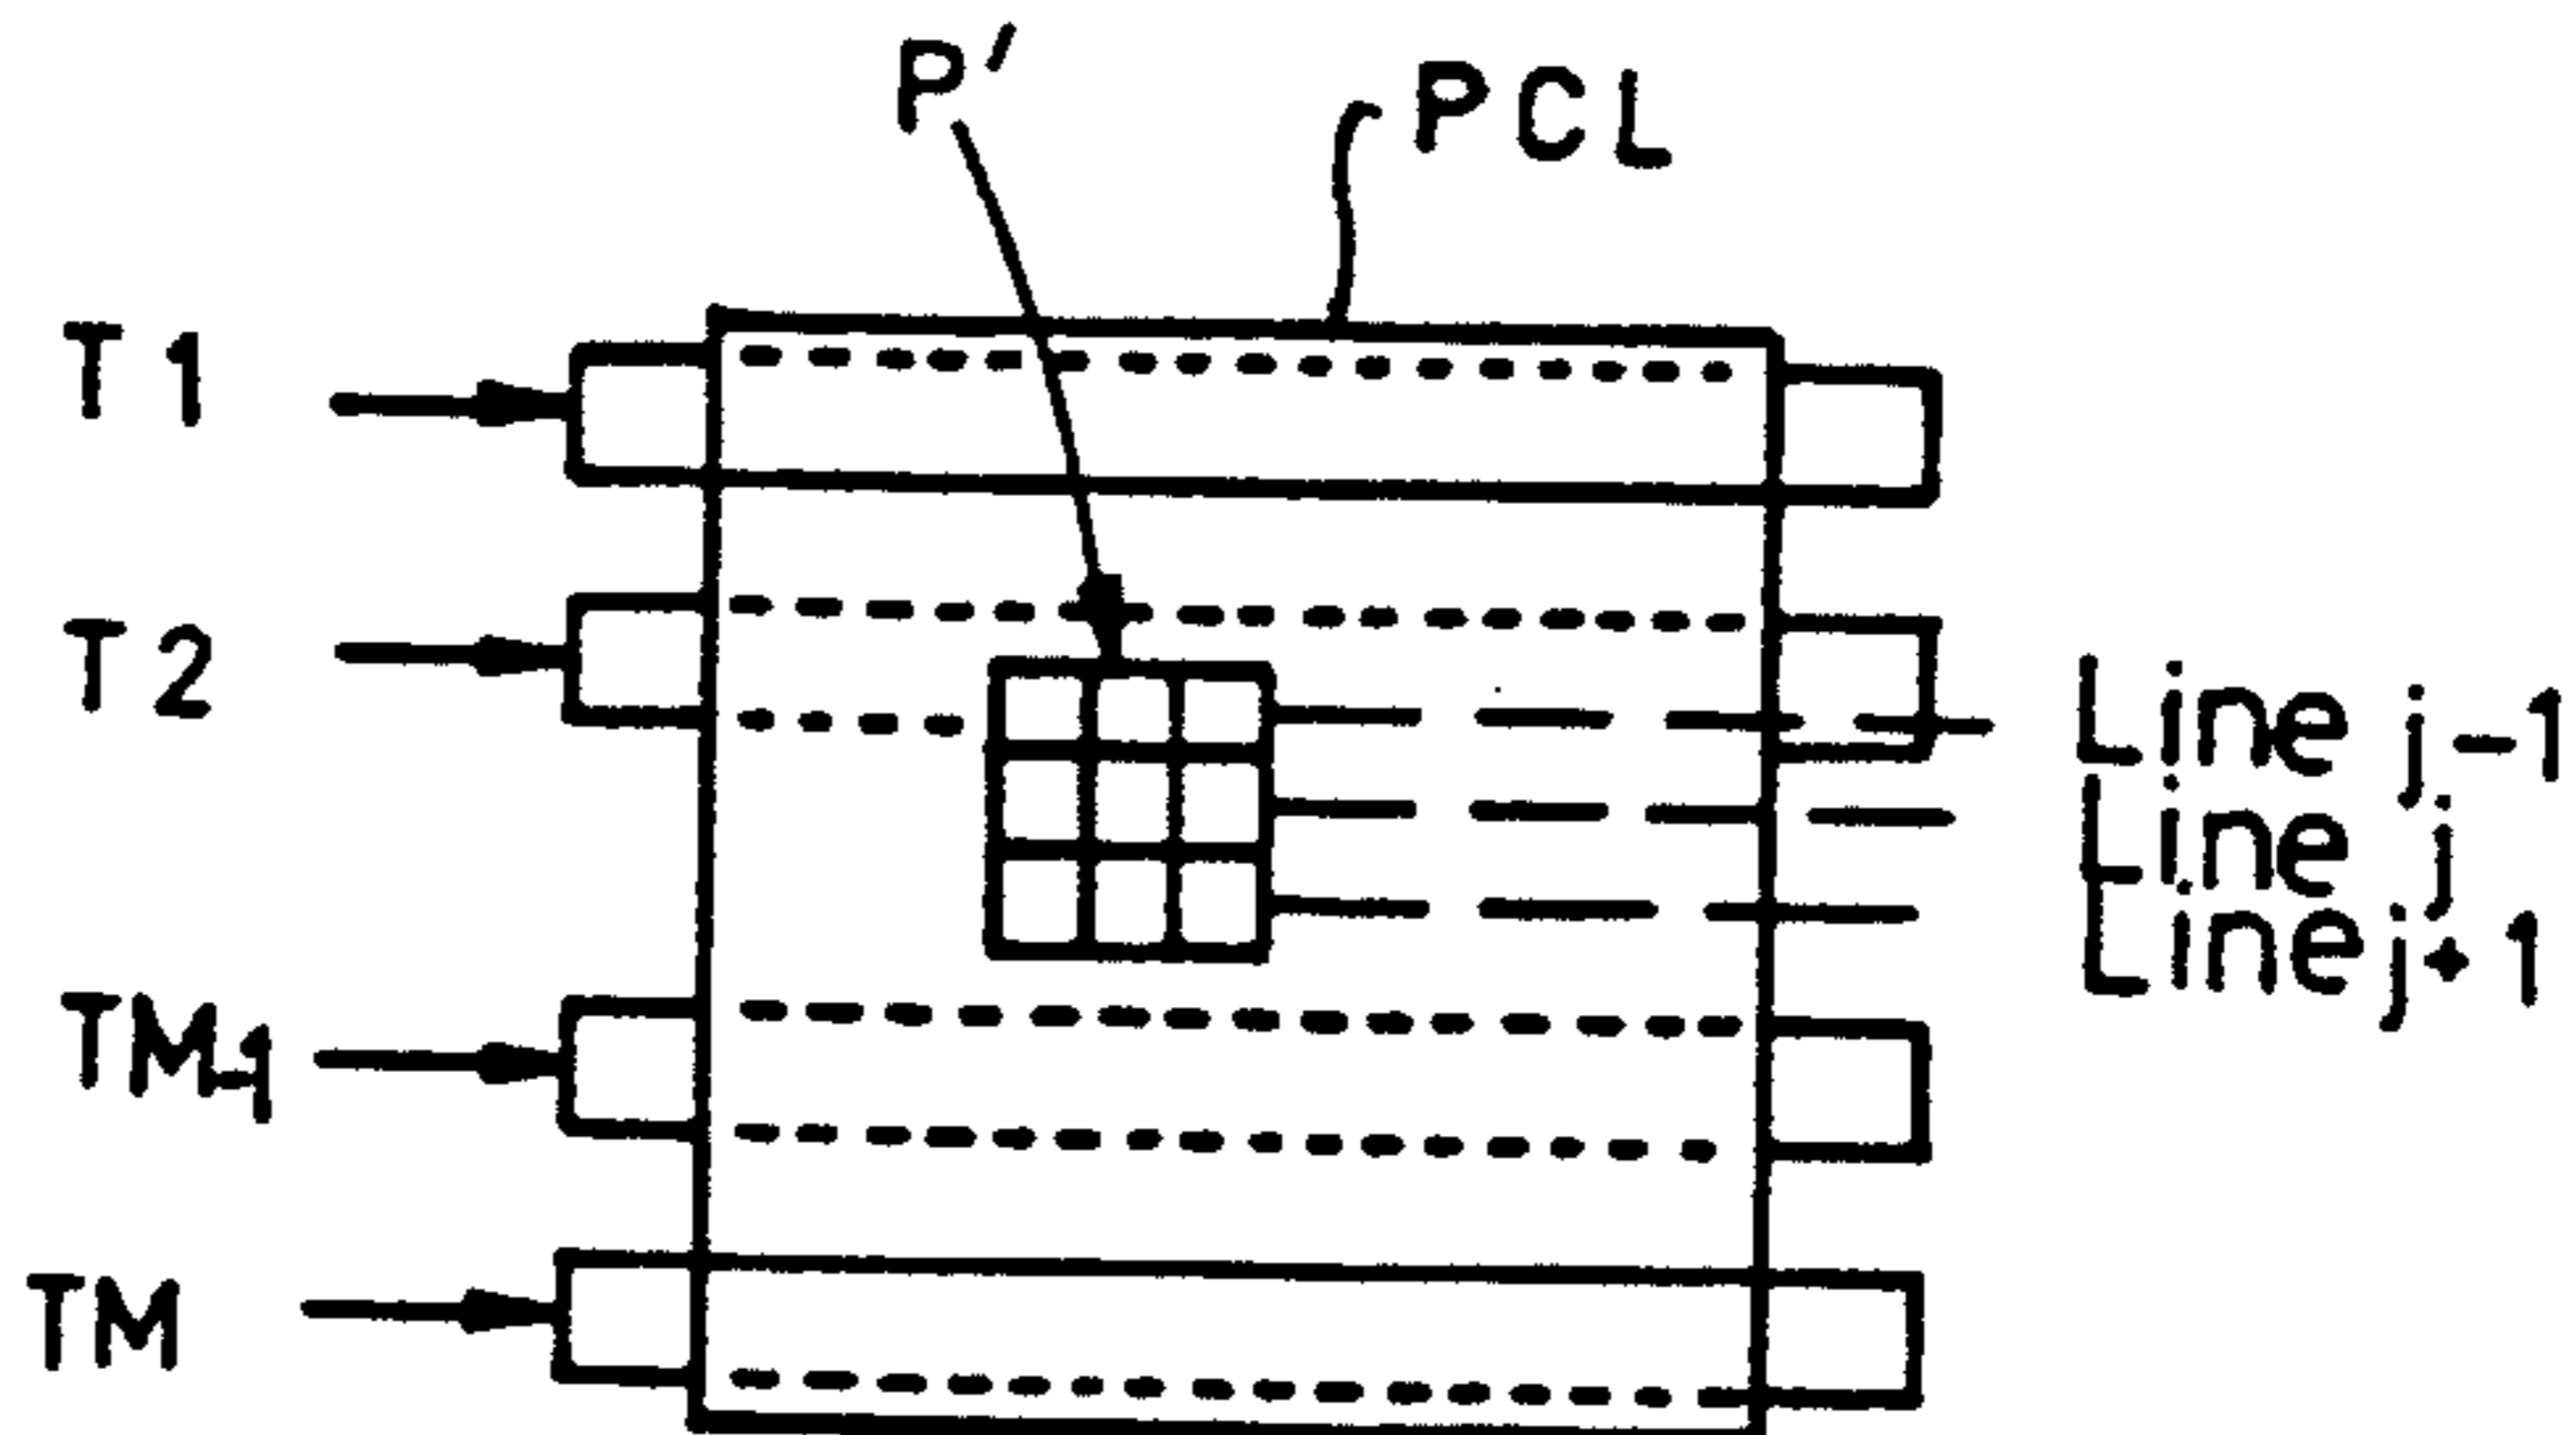 P′
PCL
T1
T2
Line j-1
Line j
Line j+1
TM-1
TM